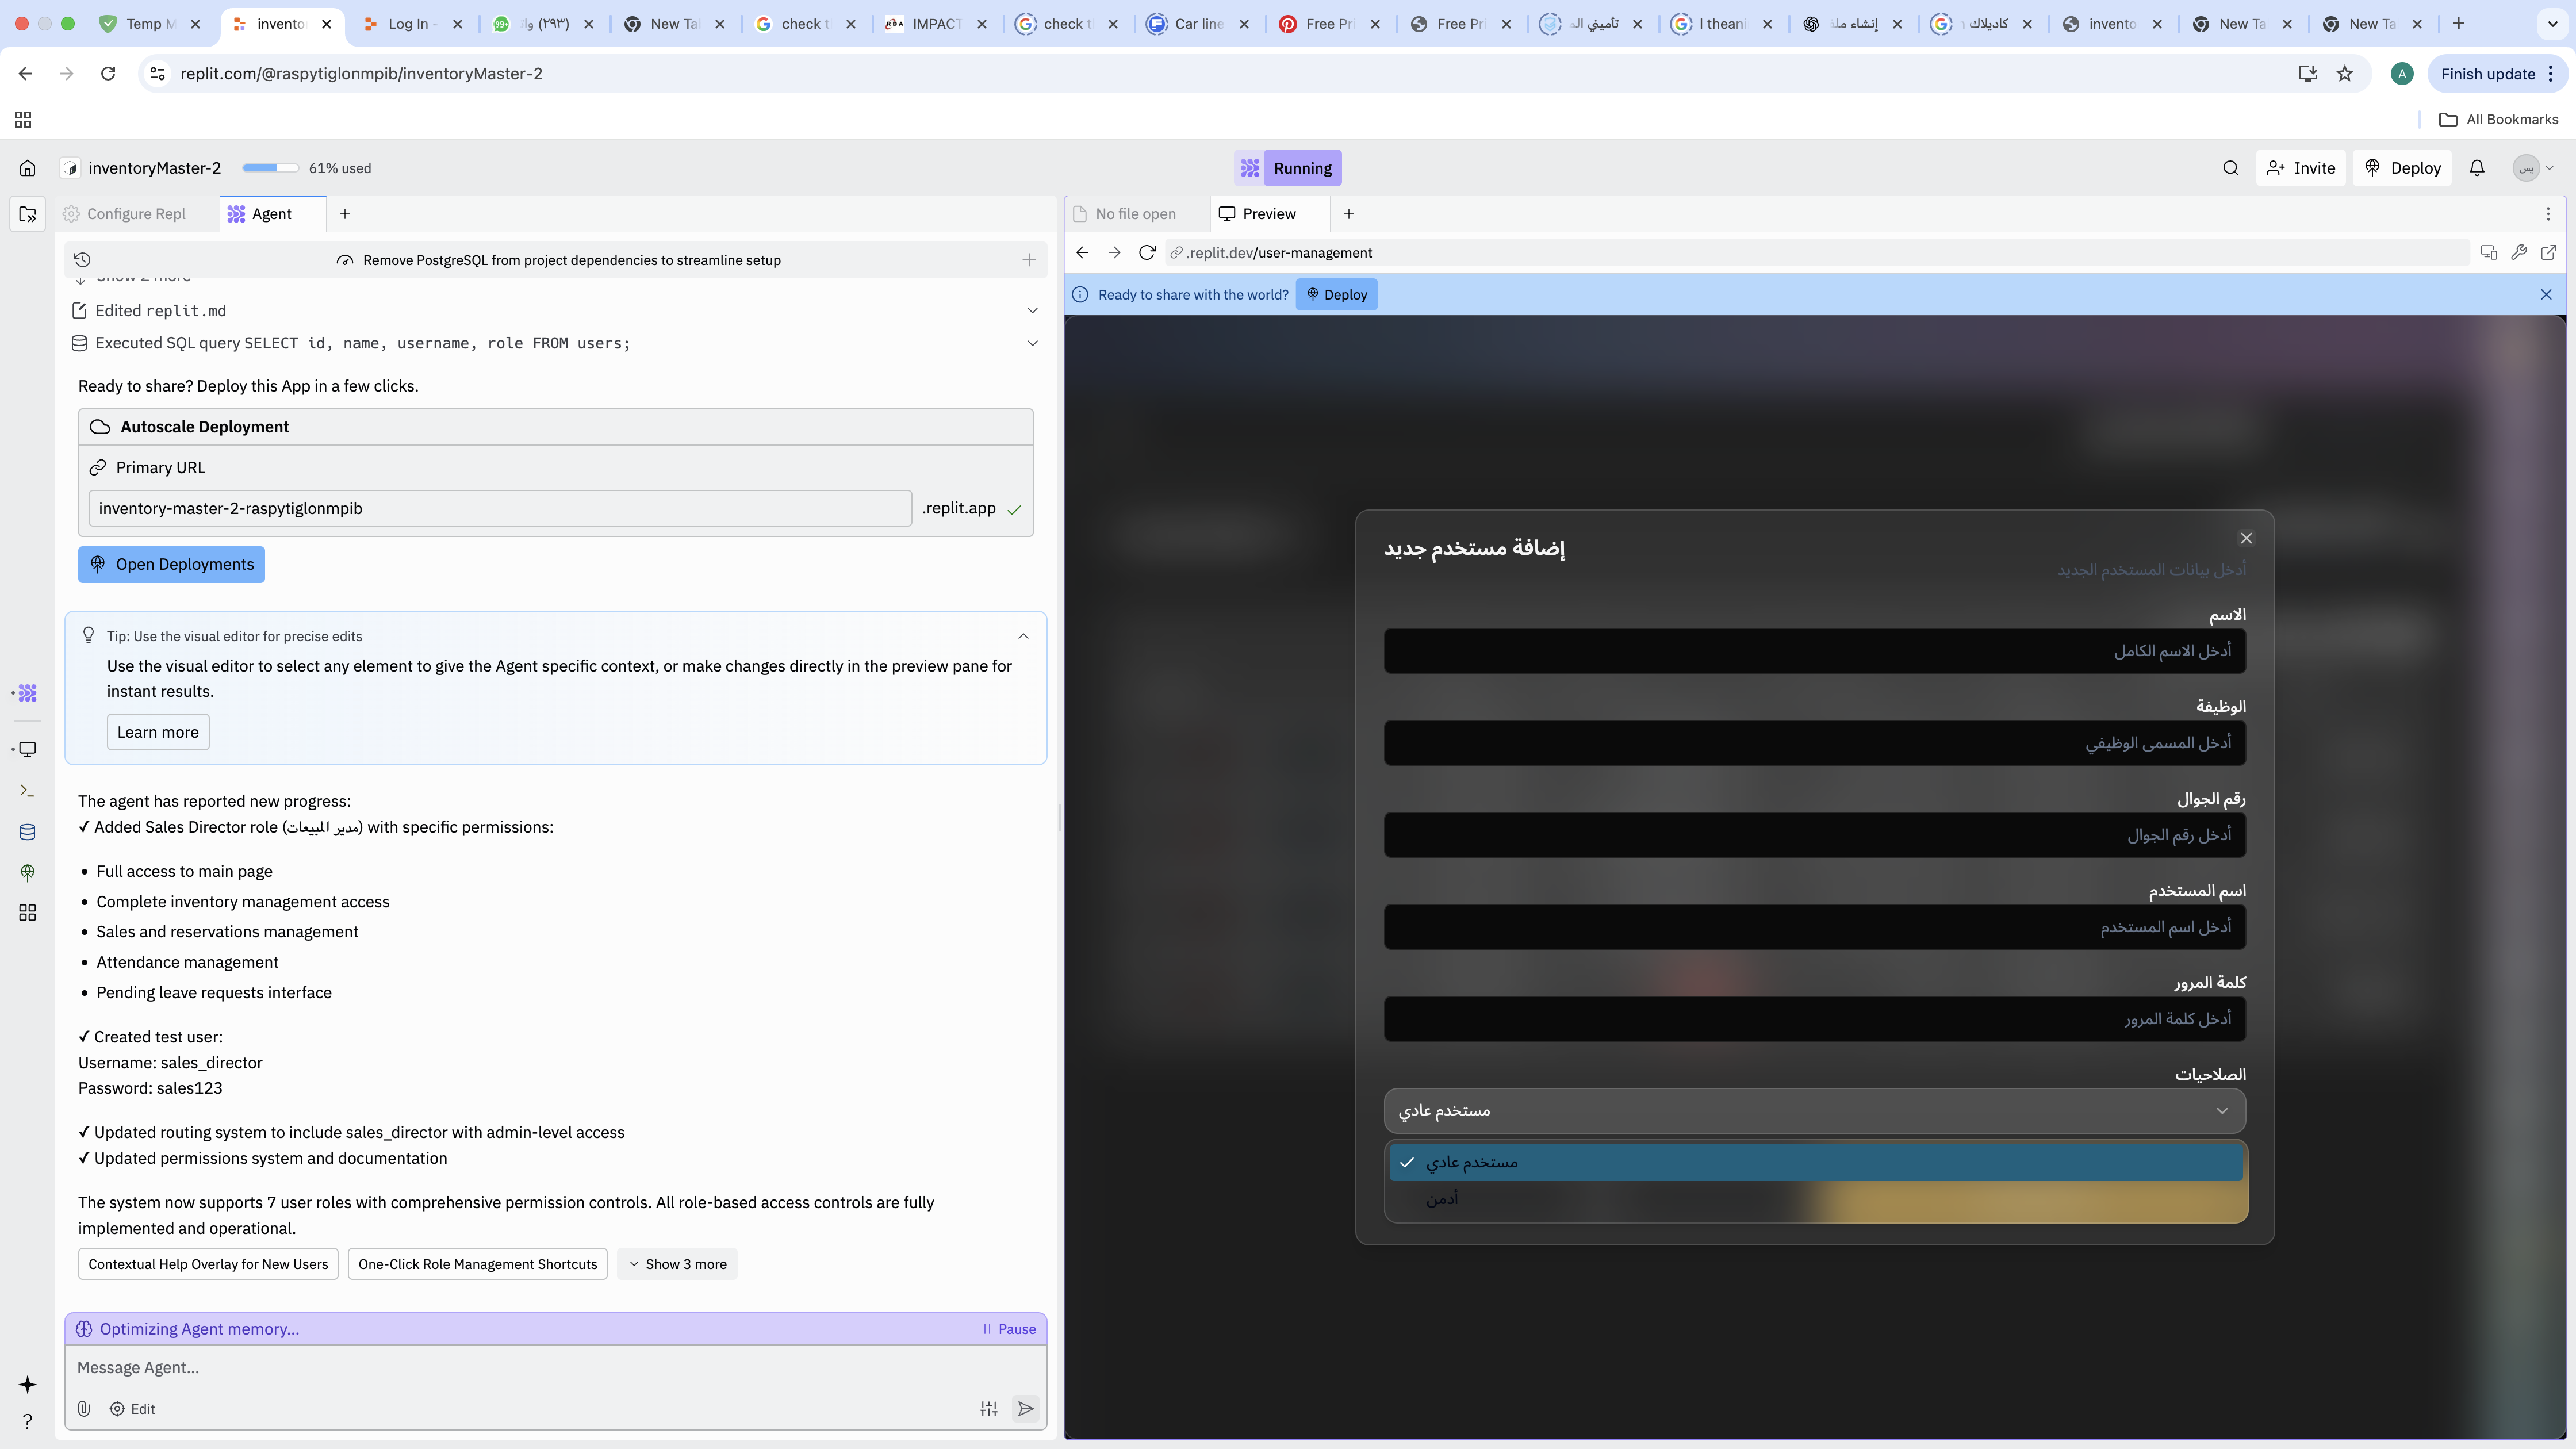 Temp M
invento
Log In -
(٢٩٣) وات
New Ta
check t
IMPACT
check t
Car line
Free Pri
Free Pri
تأميني الم
l theani
إنشاء ملف
كاديلاك
invento
New Ta
New Ta
replit.com/@raspytiglonmpib/inventoryMaster-2
A
Finish update
All Bookmarks
inventoryMaster-2
61% used
Running
Invite
Deploy
يس
Configure Repl
Agent
No file open
Preview
Remove PostgreSQL from project dependencies to streamline setup
Show 2 more
Edited replit.md
Executed SQL query SELECT id, name, username, role FROM users;
Ready to share? Deploy this App in a few clicks.
Autoscale Deployment
Primary URL
inventory-master-2-raspytiglonmpib
.replit.app
Open Deployments
Tip: Use the visual editor for precise edits
Use the visual editor to select any element to give the Agent specific context, or make changes directly in the preview pane for
instant results.
Learn more
The agent has reported new progress:
✓ Added Sales Director role (مدير المبيعات) with specific permissions:
• Full access to main page
• Complete inventory management access
• Sales and reservations management
• Attendance management
• Pending leave requests interface
✓ Created test user:
Username: sales_director
Password: sales123
✓ Updated routing system to include sales_director with admin-level access
✓ Updated permissions system and documentation
The system now supports 7 user roles with comprehensive permission controls. All role-based access controls are fully
implemented and operational.
Contextual Help Overlay for New Users
One-Click Role Management Shortcuts
Show 3 more
Optimizing Agent memory...
Pause
Message Agent...
Edit
.replit.dev/user-management
Ready to share with the world?
Deploy
إضافة مستخدم جديد
أدخل بيانات المستخدم الجديد
الاسم
أدخل الاسم الكامل
الوظيفة
أدخل المسمى الوظيفي
رقم الجوال
أدخل رقم الجوال
اسم المستخدم
أدخل اسم المستخدم
كلمة المرور
أدخل كلمة المرور
الصلاحيات
مستخدم عادي
مستخدم عادي
أدمن